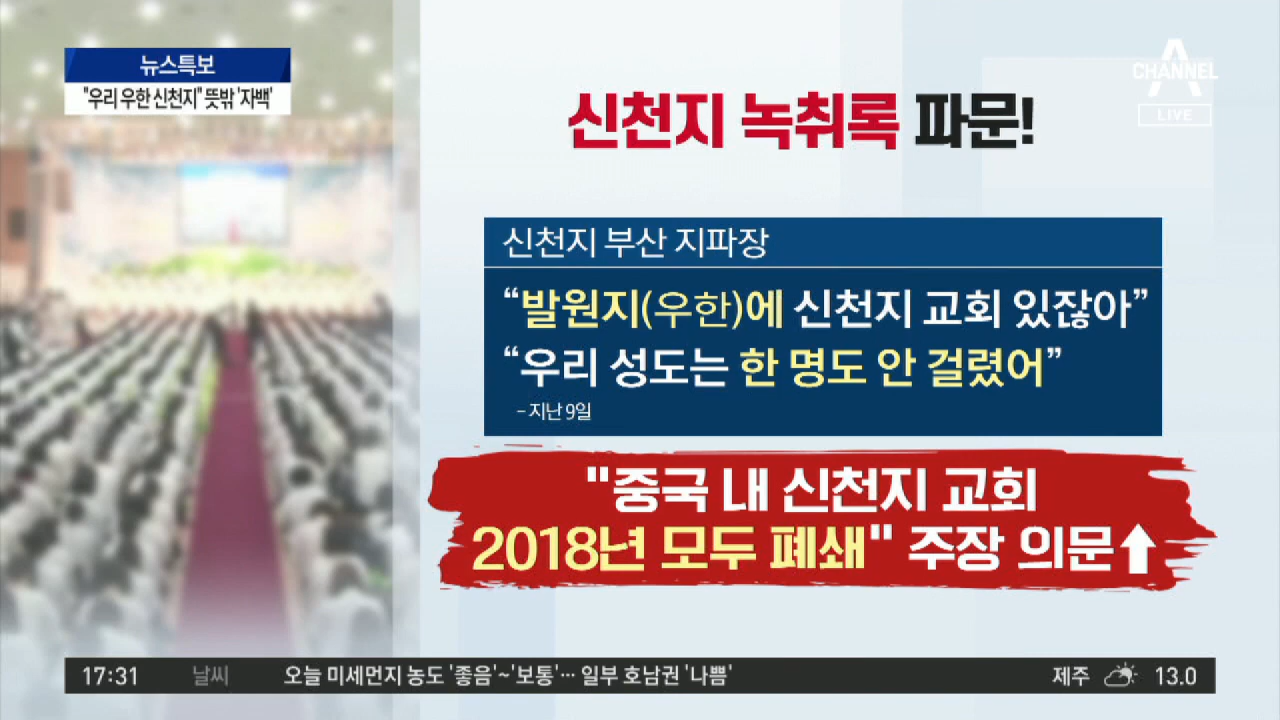 뉴스특보
"우리 우한 신천지" 뜻밖 '자백'
CHANNEL A
LIVE
신천지 녹취록 파문!
신천지 부산 지파장
“발원지(우한)에 신천지 교회 있잖아”
“우리 성도는 한 명도 안 걸렸어”
- 지난 9일
"중국 내 신천지 교회
2018년 모두 폐쇄" 주장 의문↑
17:31 날씨 오늘 미세먼지 농도 '좋음'~'보통'… 일부 호남권 '나쁨' 제주 13.0